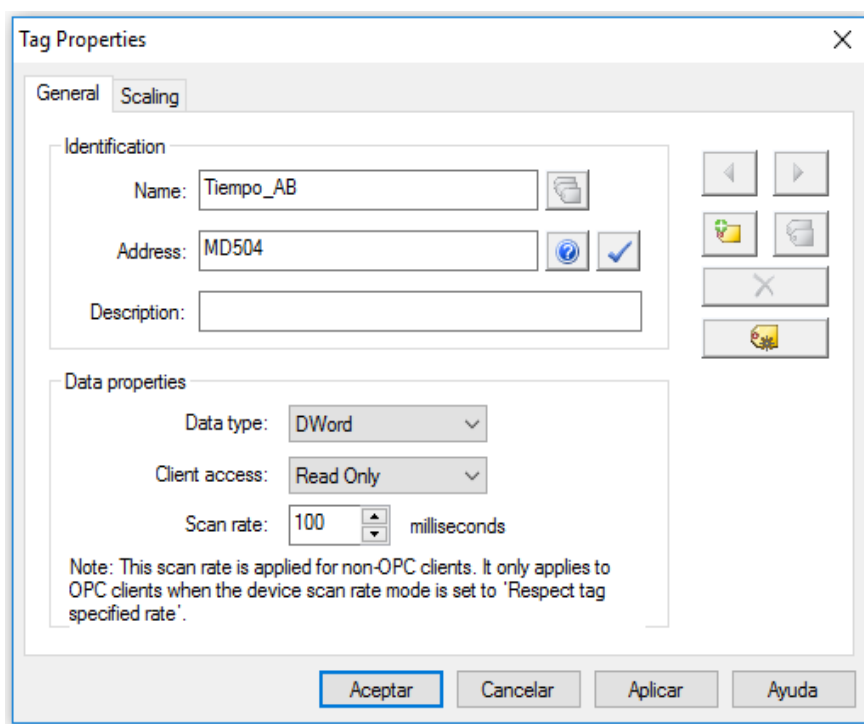 Tag Properties
General Scaling
Identification
Name: Tiempo_AB
Address: MD504
Description:
Data properties
Data type: DWord
Client access: Read Only
Scan rate: 100 milliseconds
Note: This scan rate is applied for non-OPC clients. It only applies to
OPC clients when the device scan rate mode is set to 'Respect tag
specified rate'.
Aceptar Cancelar Aplicar Ayuda